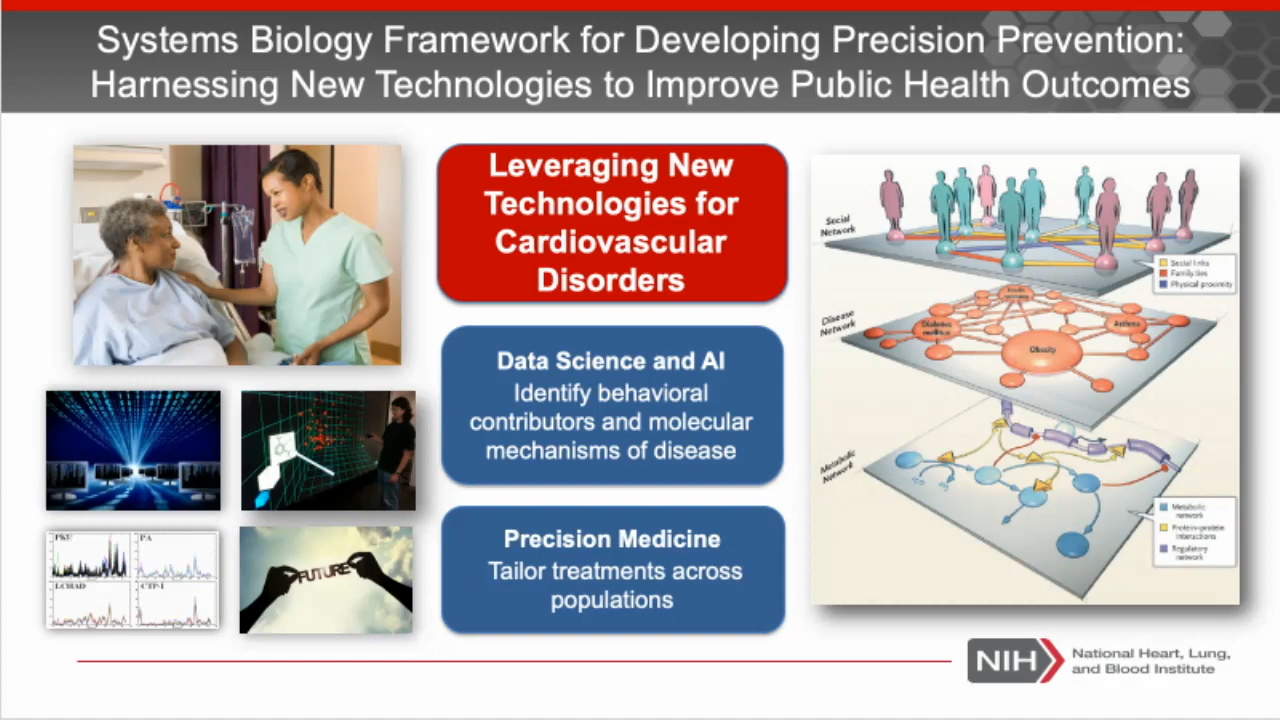 Systems Biology Framework for Developing Precision Prevention:
Harnessing New Technologies to Improve Public Health Outcomes
Leveraging New
Technologies for
Cardiovascular
Disorders
Data Science and AI
Identify behavioral
contributors and molecular
mechanisms of disease
Precision Medicine
Tailor treatments across
populations
PKU
PA
LCHAD
CTP-1
FUTURE
Social
Network
Social links
Family ties
Physical proximity
Disease
Network
Diabetes
mellitus
Asthma
Obesity
Metabolic
Network
Metabolic
network
Protein-protein
interactions
Regulatory
network
NIH
National Heart, Lung,
and Blood Institute